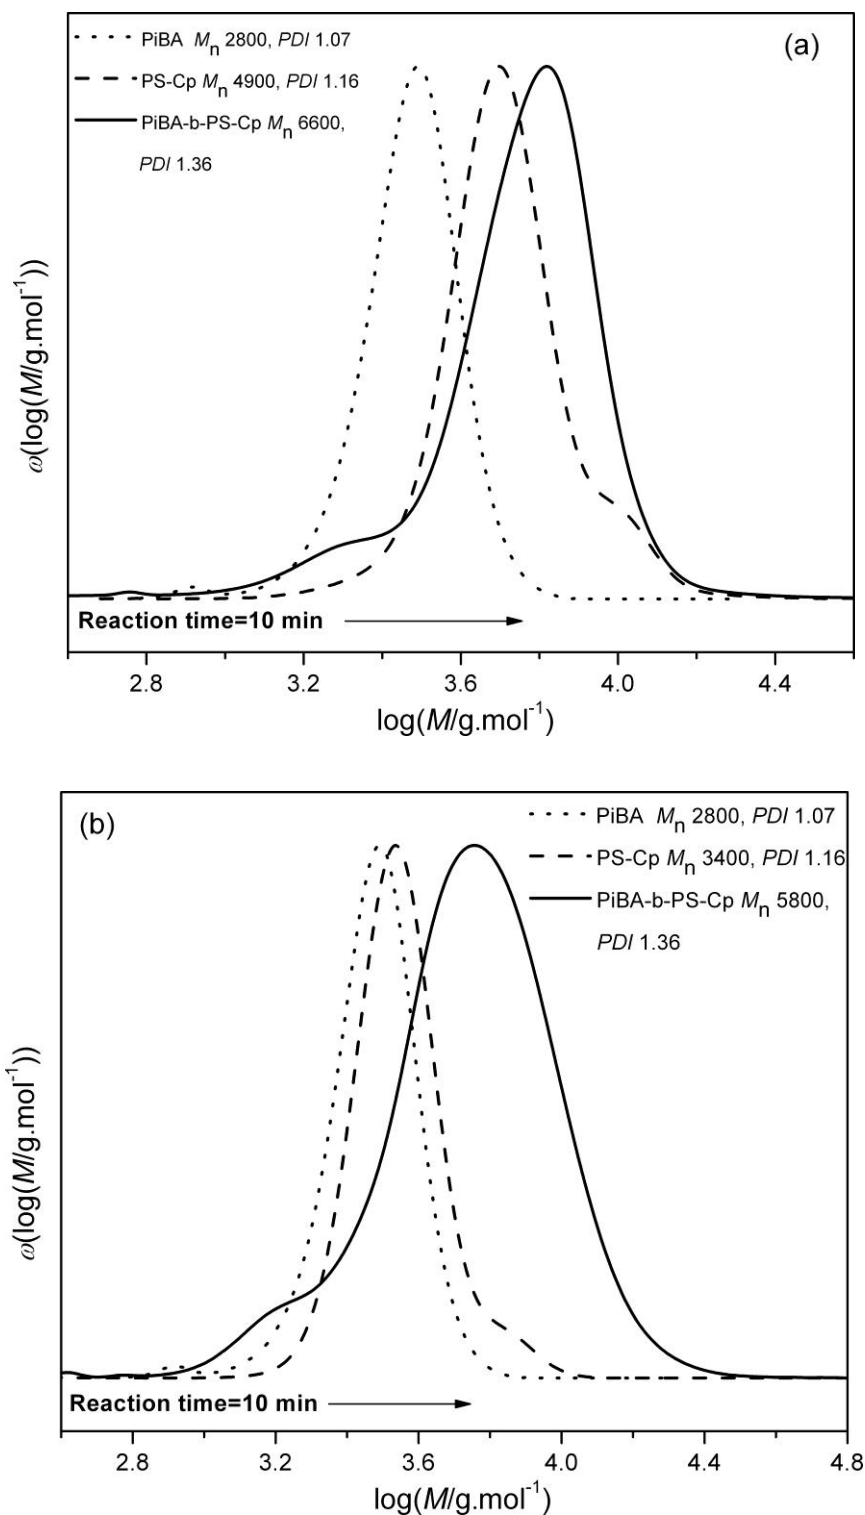 PiBA Mn 2800, PDI 1.07
(a)
PS-Cp Mn 4900, PDI 1.16
PiBA-b-PS-Cp Mn 6600,
PDI 1.36
ω(log(M/g.mol⁻¹))
Reaction time=10 min
2.8 3.2 3.6 4.0 4.4
log(M/g.mol⁻¹)
(b)
PiBA Mn 2800, PDI 1.07
PS-Cp Mn 3400, PDI 1.16
PiBA-b-PS-Cp Mn 5800,
PDI 1.36
ω(log(M/g.mol⁻¹))
Reaction time=10 min
2.8 3.2 3.6 4.0 4.4 4.8
log(M/g.mol⁻¹)